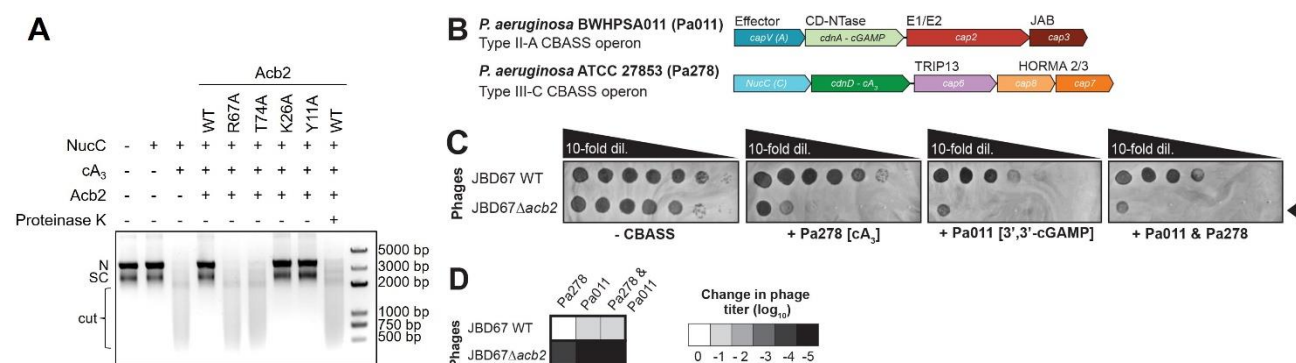 A
Acb2
WT
R67A
T74A
K26A
Y11A
WT
NucC - + + + + + + + +
cA3 - - + + + + + + +
Acb2 - - - + + + + + +
Proteinase K +
N
SC
cut
5000 bp
3000 bp
2000 bp
1000 bp
750 bp
500 bp
B
P. aeruginosa BWHPSA011 (Pa011)
Type II-A CBASS operon
Effector CD-NTase E1/E2 JAB
capV (A) cdnA - cGAMP cap2 cap3
P. aeruginosa ATCC 27853 (Pa278)
Type III-C CBASS operon
TRIP13 HORMA 2/3
NucC (C) cdnD - cA3 cap6 cap8 cap7
C
10-fold dil. 10-fold dil. 10-fold dil. 10-fold dil.
Phages
JBD67 WT
JBD67Δacb2
- CBASS + Pa278 [cA3] + Pa011 [3',3'-cGAMP] + Pa011 & Pa278
D
Pa278
Pa011
Pa278 &
Pa011
Phages
JBD67 WT
JBD67Δacb2
Change in phage
titer (log10)
0 -1 -2 -3 -4 -5